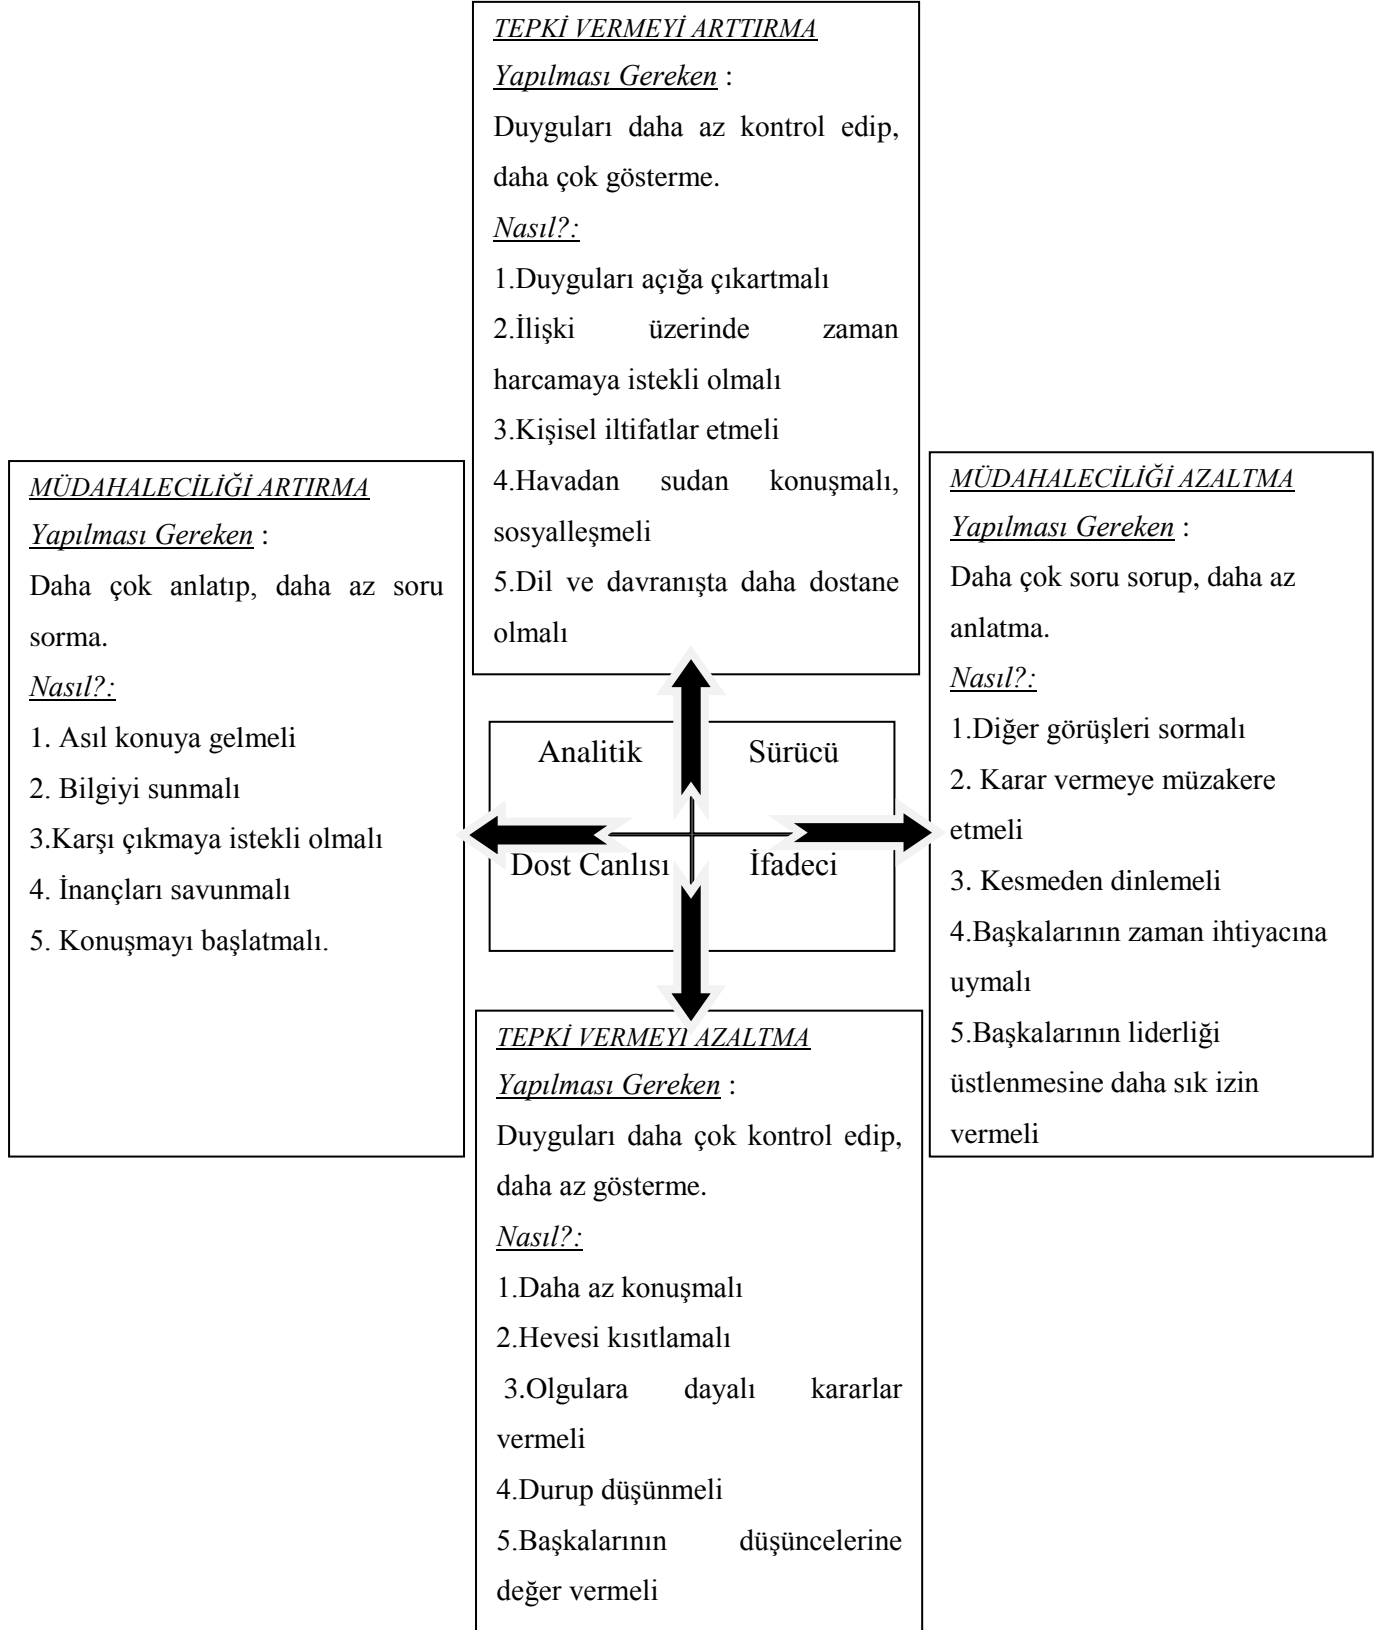 TEPKİ VERMEYİ ARTTIRMA
Yapılması Gereken :
Duyguları daha az kontrol edip,
daha çok gösterme.
Nasıl?:
1.Duyguları açığa çıkartmalı
2.İlişki üzerinde zaman
harcamaya istekli olmalı
3.Kişisel iltifatlar etmeli
4.Havadan sudan konuşmalı,
sosyalleşmeli
5.Dil ve davranışta daha dostane
olmalı
MÜDAHALECİLİĞİ ARTIRMA
Yapılması Gereken :
Daha çok anlatıp, daha az soru
sorma.
Nasıl?:
1. Asıl konuya gelmeli
2. Bilgiyi sunmalı
3.Karşı çıkmaya istekli olmalı
4. İnançları savunmalı
5. Konuşmayı başlatmalı.
Analitik
Sürücü
Dost Canlısı
İfadeci
MÜDAHALECİLİĞİ AZALTMA
Yapılması Gereken :
Daha çok soru sorup, daha az
anlatma.
Nasıl?:
1.Diğer görüşleri sormalı
2. Karar vermeye müzakere
etmeli
3. Kesmeden dinlemeli
4.Başkalarının zaman ihtiyacına
uymalı
5.Başkalarının liderliği
üstlenmesine daha sık izin
vermeli
TEPKİ VERMEYİ AZALTMA
Yapılması Gereken :
Duyguları daha çok kontrol edip,
daha az gösterme.
Nasıl?:
1.Daha az konuşmalı
2.Hevesi kısıtlamalı
3.Olgulara dayalı kararlar
vermeli
4.Durup düşünmeli
5.Başkalarının düşüncelerine
değer vermeli